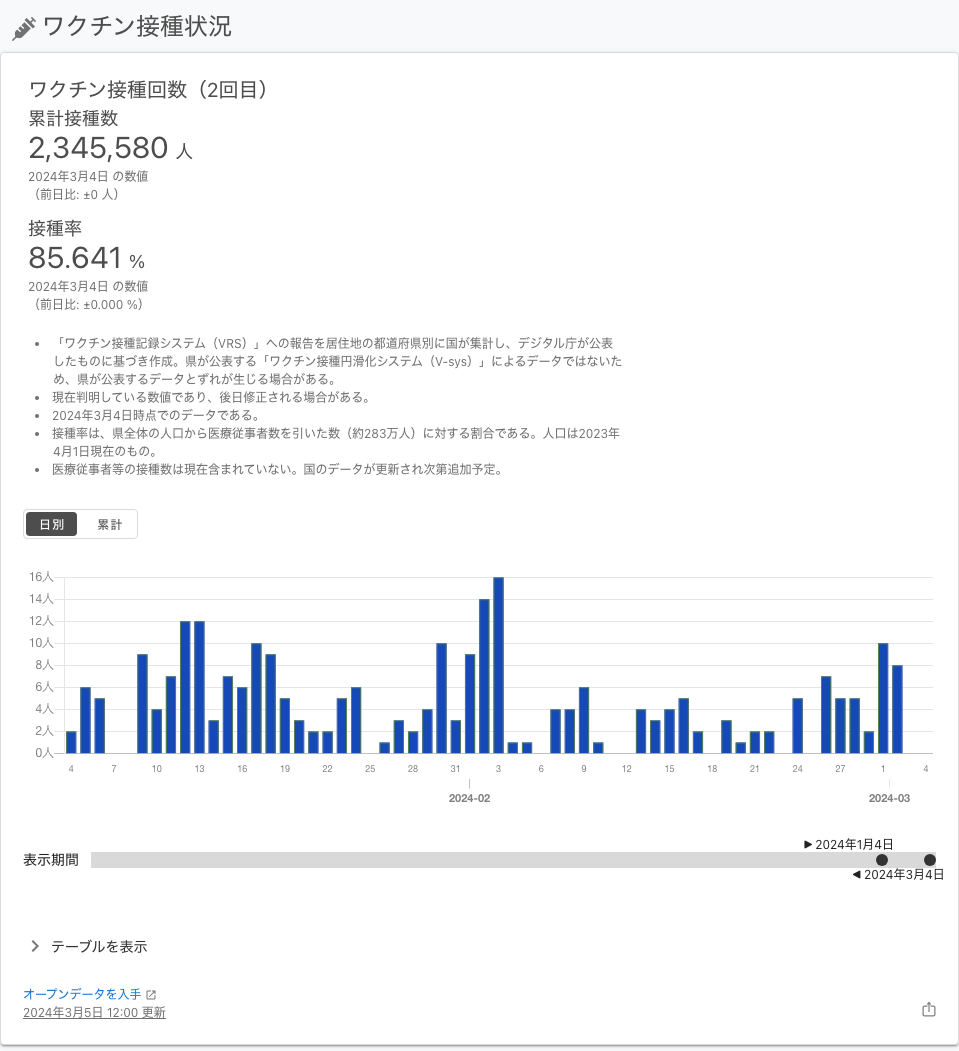 ワクチン接種状況
ワクチン接種回数（2回目）
累計接種数
2,345,580 人
2024年3月4日 の数値
（前日比: ±0 人）
接種率
85.641 %
2024年3月4日 の数値
（前日比: ±0.000 %）
• 「ワクチン接種記録システム（VRS）」への報告を居住地の都道府県別に国が集計し、デジタル庁が公表
したものに基づき作成。県が公表する「ワクチン接種円滑化システム（V-sys）」によるデータではないた
め、県が公表するデータとずれが生じる場合がある。
• 現在判明している数値であり、後日修正される場合がある。
• 2024年3月4日時点でのデータである。
• 接種率は、県全体の人口から医療従事者数を引いた数（約283万人）に対する割合である。人口は2023年
4月1日現在のもの。
• 医療従事者等の接種数は現在含まれていない。国のデータが更新され次第追加予定。
日別 累計
16人
14人
12人
10人
8人
6人
4人
2人
0人
4 7 10 13 16 19 22 25 28 31 3 6 9 12 15 18 21 24 27 1 4
2024-02 2024-03
▶ 2024年1月4日
表示期間
◀ 2024年3月4日
テーブルを表示
オープンデータを入手
2024年3月5日 12:00 更新